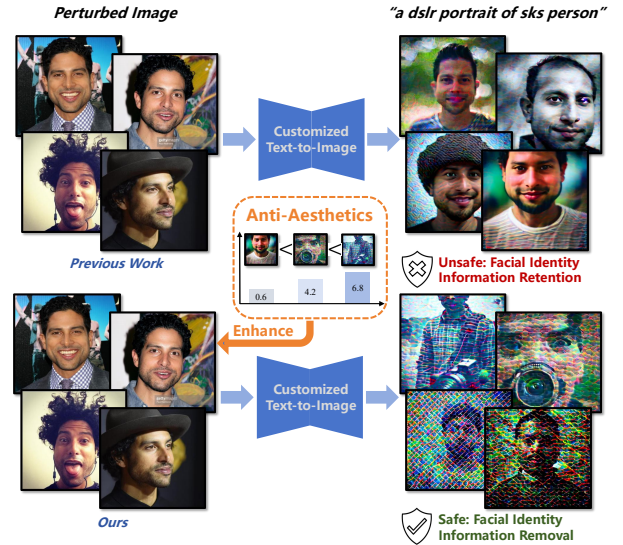 Perturbed Image
“a dslr portrait of sks person”
Customized
Text-to-Image
Previous Work
Anti-Aesthetics
<
<
0.6
4.2
6.8
Unsafe: Facial Identity
Information Retention
Enhance
Customized
Text-to-Image
Ours
Safe: Facial Identity
Information Removal